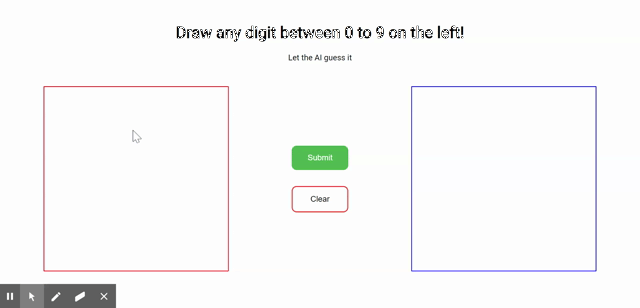 Draw any digit between 0 to 9 on the left!
Let the AI guess it
Submit
Clear